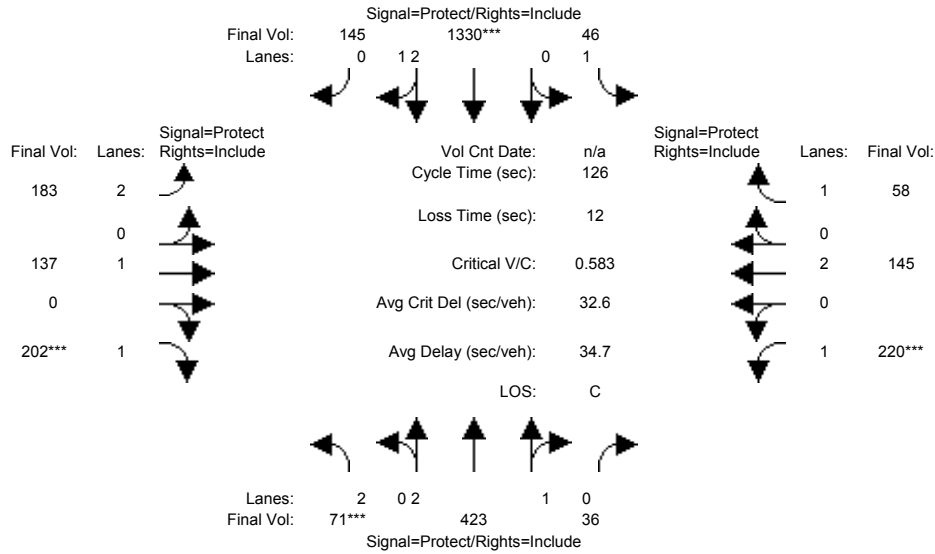 Signal=Protect/Rights=Include
Final Vol: 145 1330*** 46
Lanes: 0 1 2 0 1
Signal=Protect
Final Vol: Lanes: Rights=Include
Vol Cnt Date: n/a
Signal=Protect
Rights=Include Lanes: Final Vol:
Cycle Time (sec): 126
183 2
1 58
Loss Time (sec): 12
0
0
137 1
Critical V/C: 0.583
2 145
0
Avg Crit Del (sec/veh): 32.6
0
202*** 1
Avg Delay (sec/veh): 34.7
1 220***
LOS: C
Lanes: 2 0 2 1 0
Final Vol: 71*** 423 36
Signal=Protect/Rights=Include